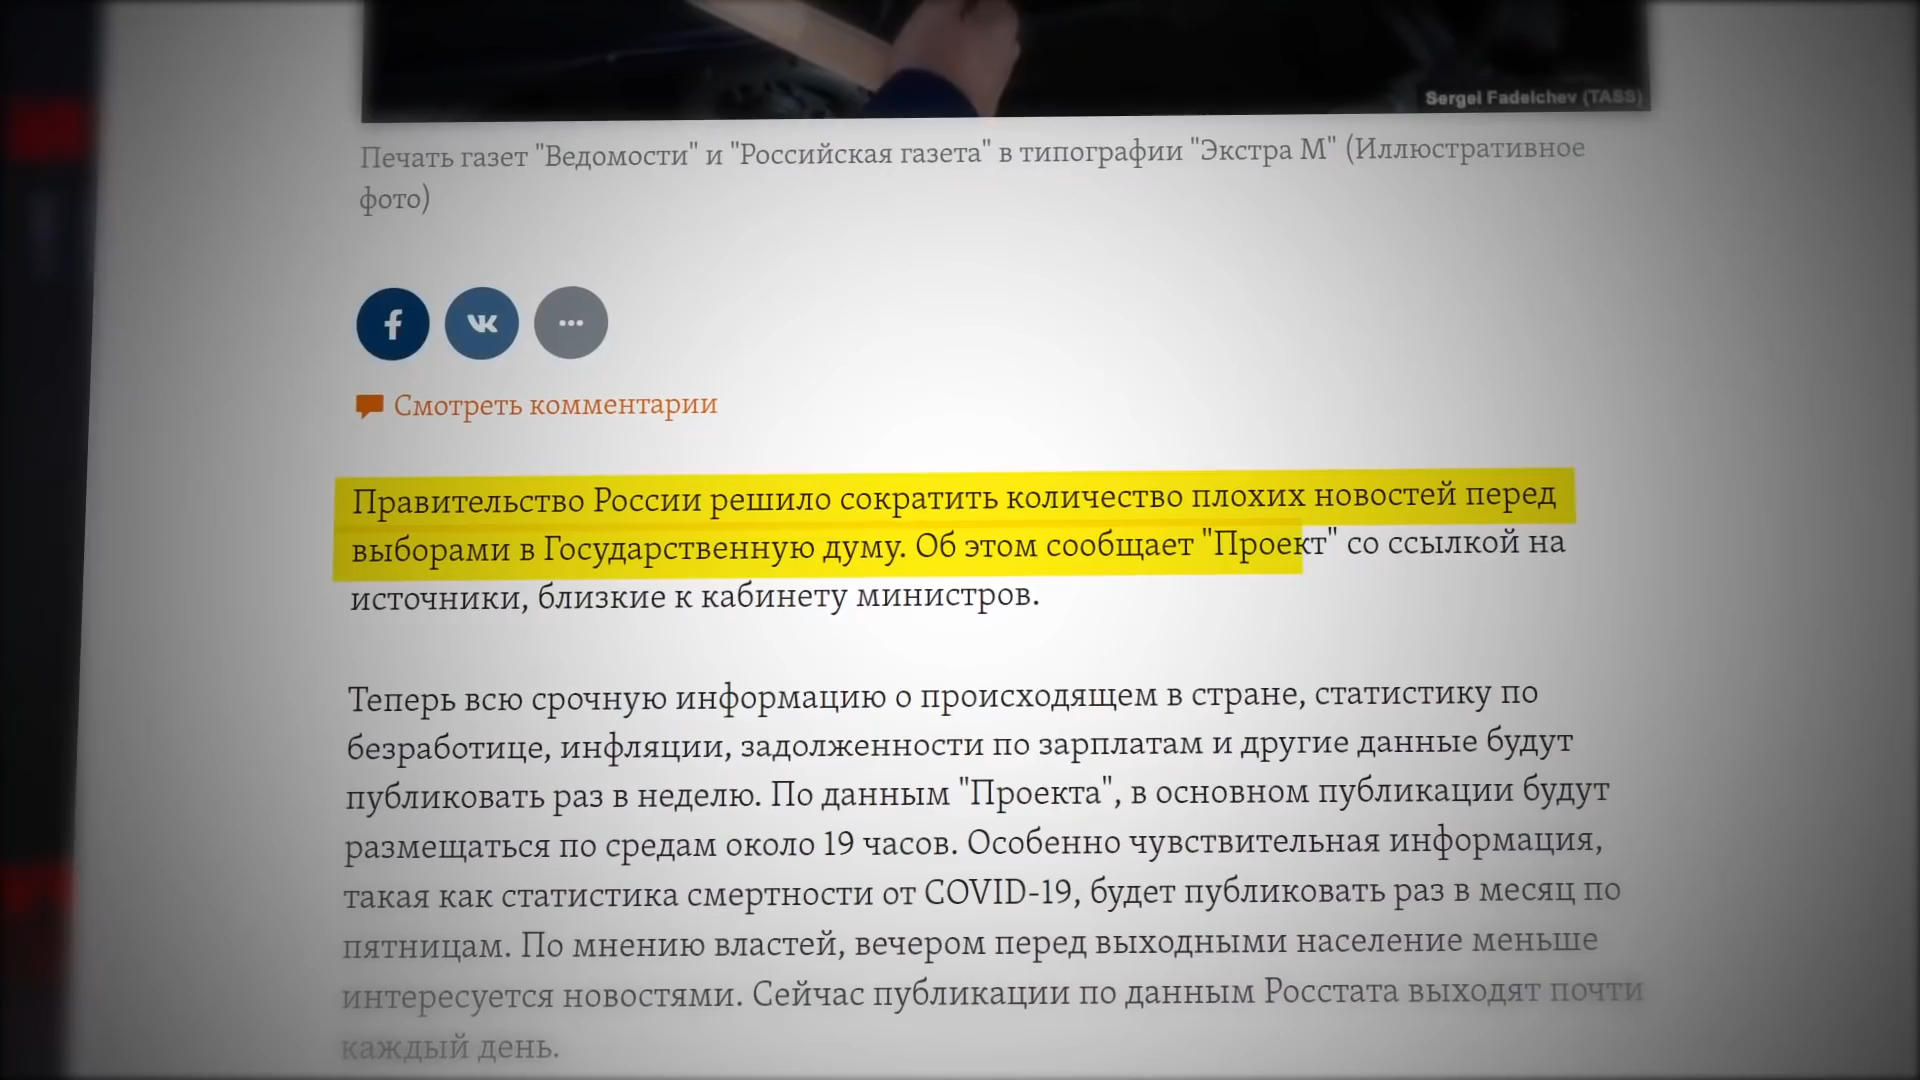 Sergei Fadeichev (TASS)
Печать газет "Ведомости" и "Российская газета" в типографии "Экстра М" (Иллюстративное
фото)
f
VK
...
Смотреть комментарии
Правительство России решило сократить количество плохих новостей перед
выборами в Государственную думу. Об этом сообщает "Проект" со ссылкой на
источники, близкие к кабинету министров.
Теперь всю срочную информацию о происходящем в стране, статистику по
безработице, инфляции, задолженности по зарплатам и другие данные будут
публиковать раз в неделю. По данным "Проекта", в основном публикации будут
размещаться по средам около 19 часов. Особенно чувствительная информация,
такая как статистика смертности от COVID-19, будет публиковать раз в месяц по
пятницам. По мнению властей, вечером перед выходными население меньше
интересуется новостями. Сейчас публикации по данным Росстата выходят почти
каждый день.